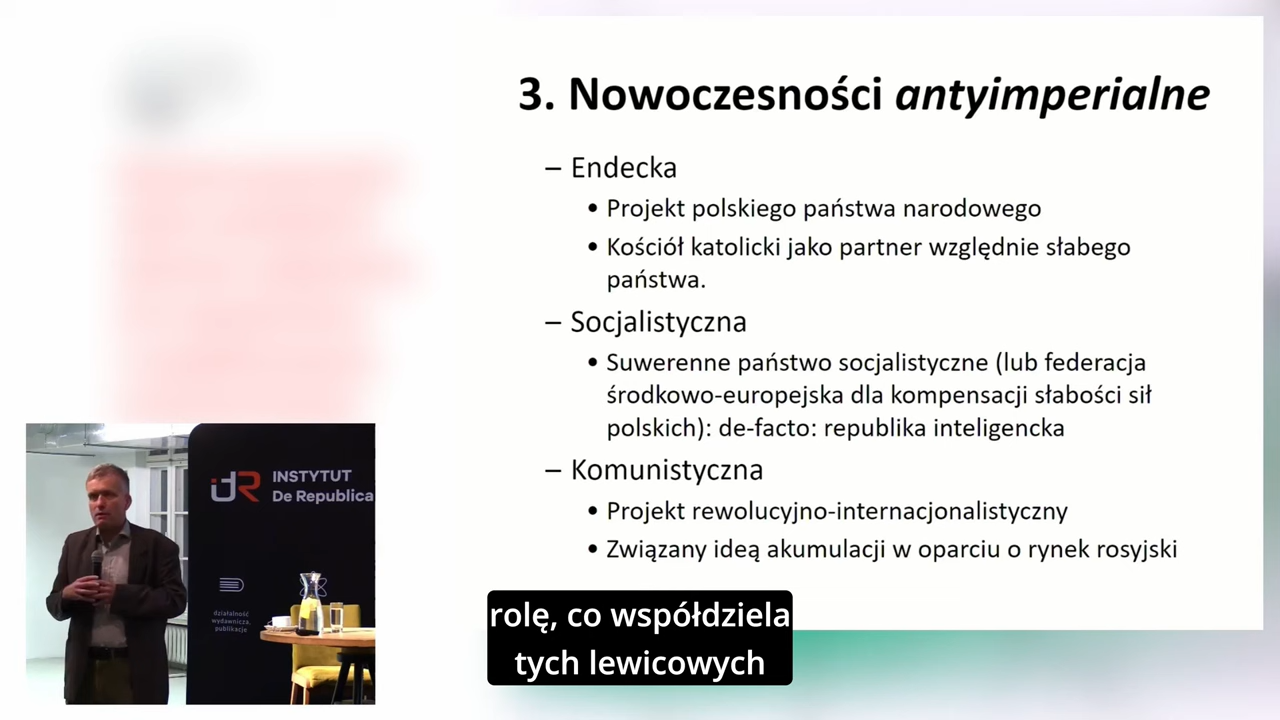 3. Nowoczesności antyimperialne
– Endecka
• Projekt polskiego państwa narodowego
• Kościół katolicki jako partner względnie słabego
państwa.
– Socjalistyczna
• Suwerenne państwo socjalistyczne (lub federacja
środkowo-europejska dla kompensacji słabości sił
polskich): de-facto: republika inteligencka
– Komunistyczna
• Projekt rewolucyjno-internacjonalistyczny
• Związany ideą akumulacji w oparciu o rynek rosyjski
idR INSTYTUT
De Republica
działalność
wydawnicza,
publikacje
rolę, co współdziela
tych lewicowych